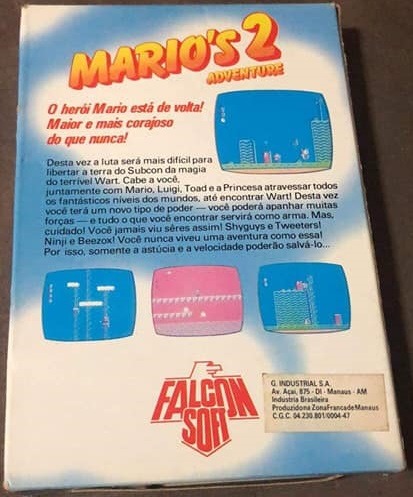 MARIO'S 2
ADVENTURE
O herói Mario está de volta!
Maior e mais corajoso
do que nunca!
Desta vez a luta será mais difícil para
libertar a terra do Subcon da magia
do terrível Wart. Cabe a você,
juntamente com Mario, Luigi, Toad e a Princesa atravessar todos
os fantásticos níveis dos mundos, até encontrar Wart! Desta vez
você terá um novo tipo de poder — você poderá apanhar muitas
forças — e tudo o que você encontrar servirá como arma. Mas,
cuidado! Você jamais viu sêres assim! Shyguys e Tweeters!
Ninji e Beezox! Você nunca viveu uma aventura como essa!
Por isso, somente a astúcia e a velocidade poderão salvá-lo...
FALCON
SOFT
G. INDUSTRIAL S.A.
Av. Açaí, 875 - DI - Manaus - AM
Industria Brasileira
Produzidona ZonaFrancadeManaus
C.G.C. 04.230.801/0004-47